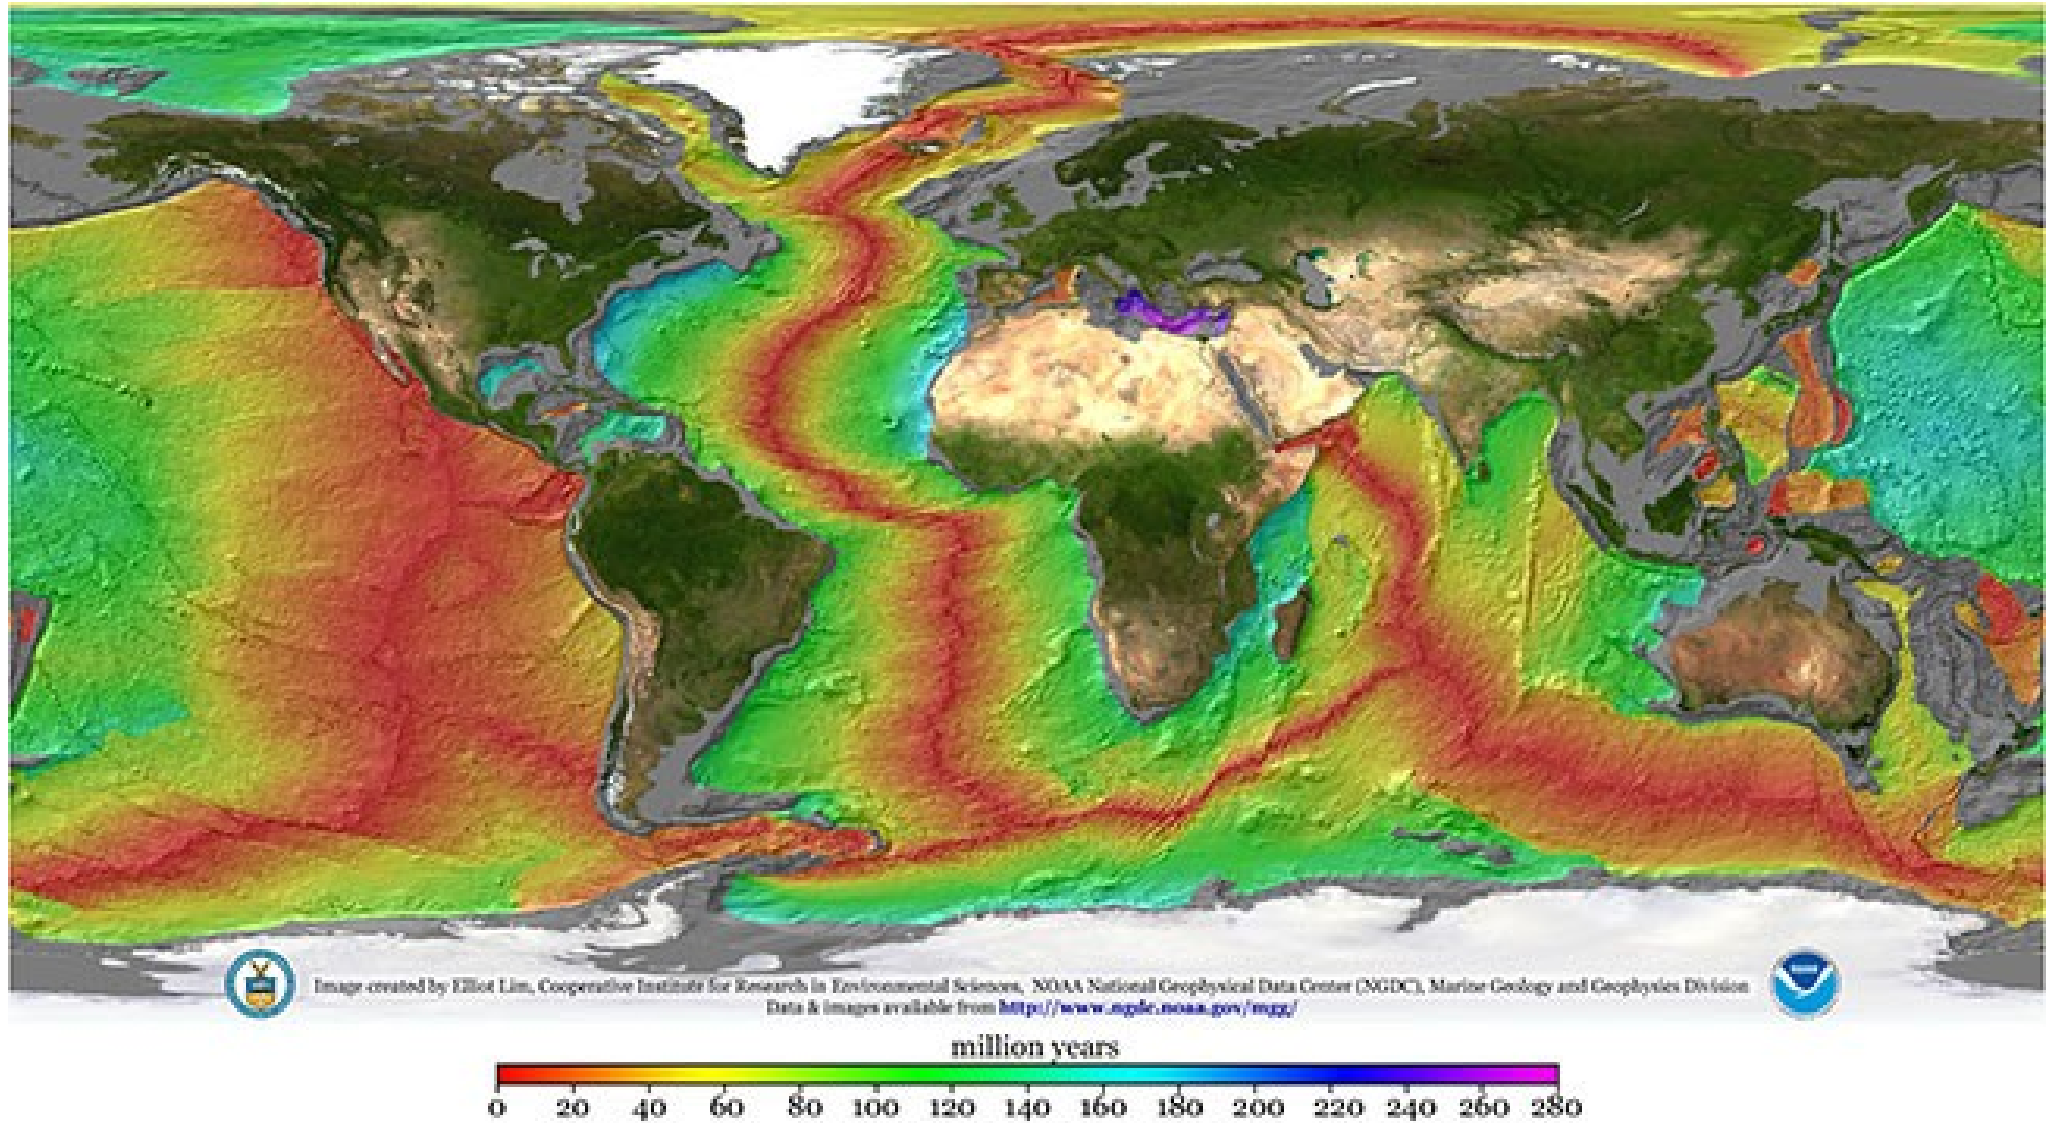 Image created by Elliot Lim, Cooperative Institute for Research in Environmental Sciences, NOAA National Geophysical Data Center (NGDC), Marine Geology and Geophysics Division
Data & images available from http://www.ngdc.noaa.gov/mgg/
million years
0 20 40 60 80 100 120 140 160 180 200 220 240 260 280